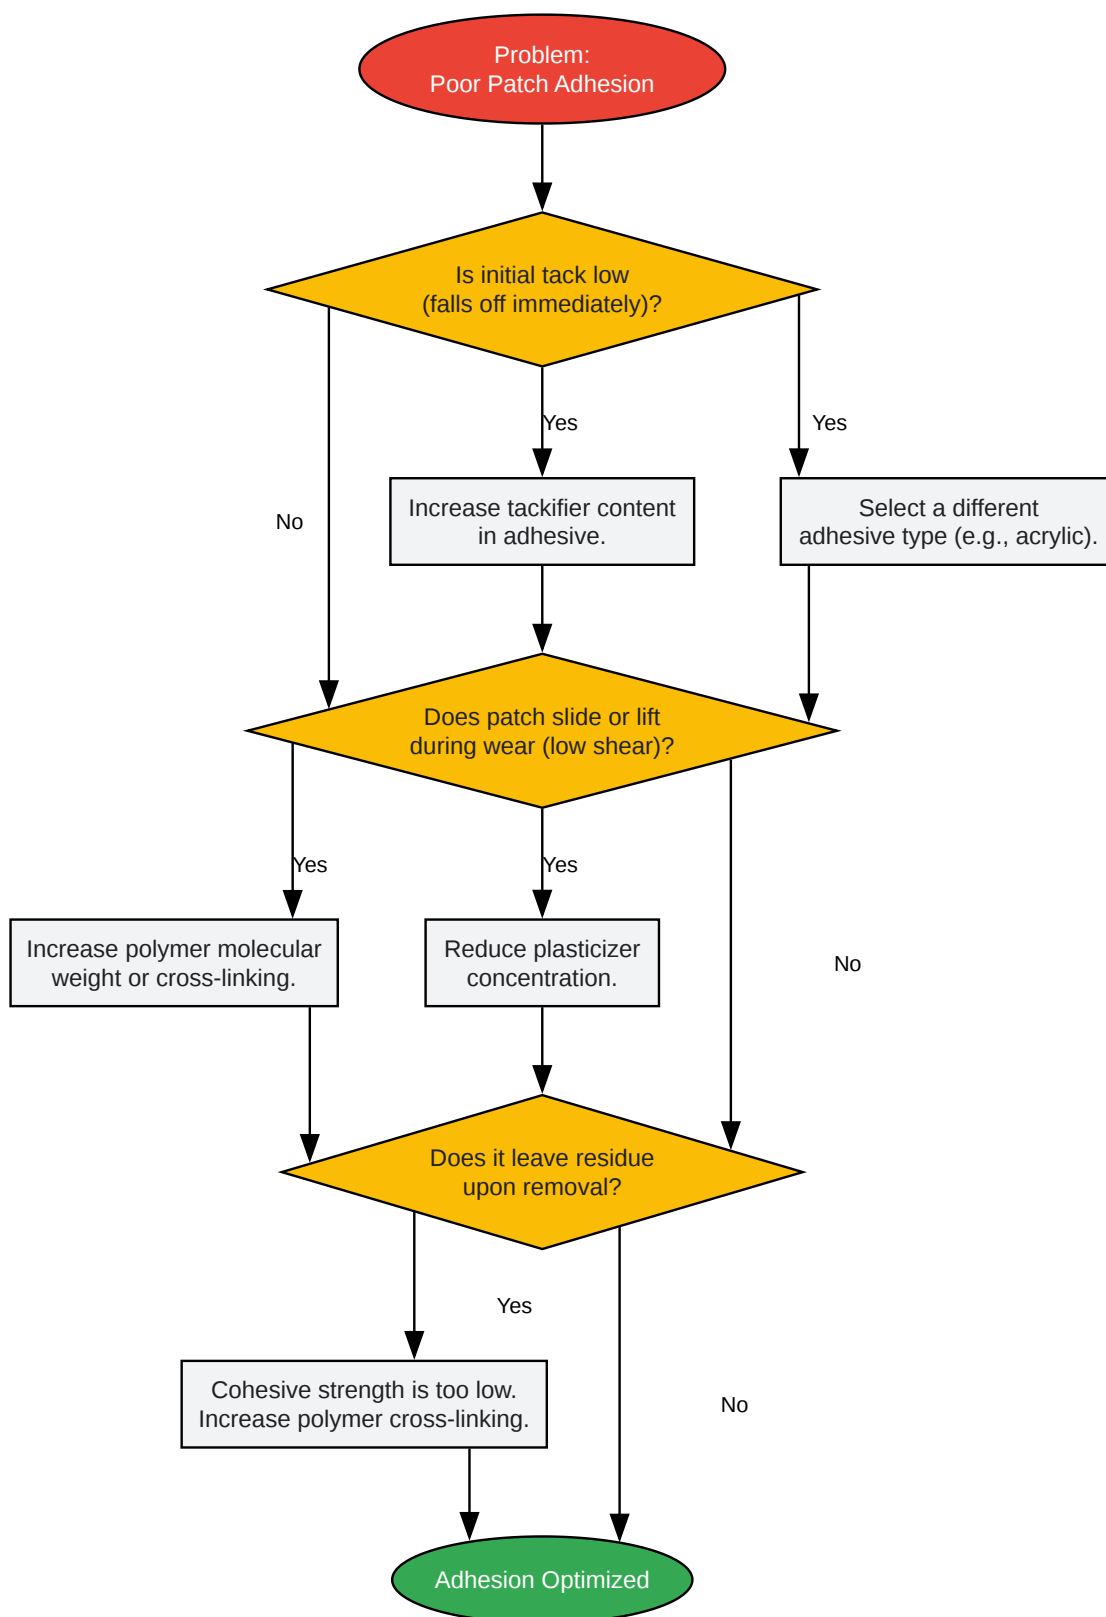 Problem:
Poor Patch Adhesion
Is initial tack low
(falls off immediately)?
Yes
Yes
No
Increase tackifier content
in adhesive.
Select a different
adhesive type (e.g., acrylic).
Does patch slide or lift
during wear (low shear)?
Yes
Yes
No
Increase polymer molecular
weight or cross-linking.
Reduce plasticizer
concentration.
Does it leave residue
upon removal?
Yes
No
Cohesive strength is too low.
Increase polymer cross-linking.
Adhesion Optimized